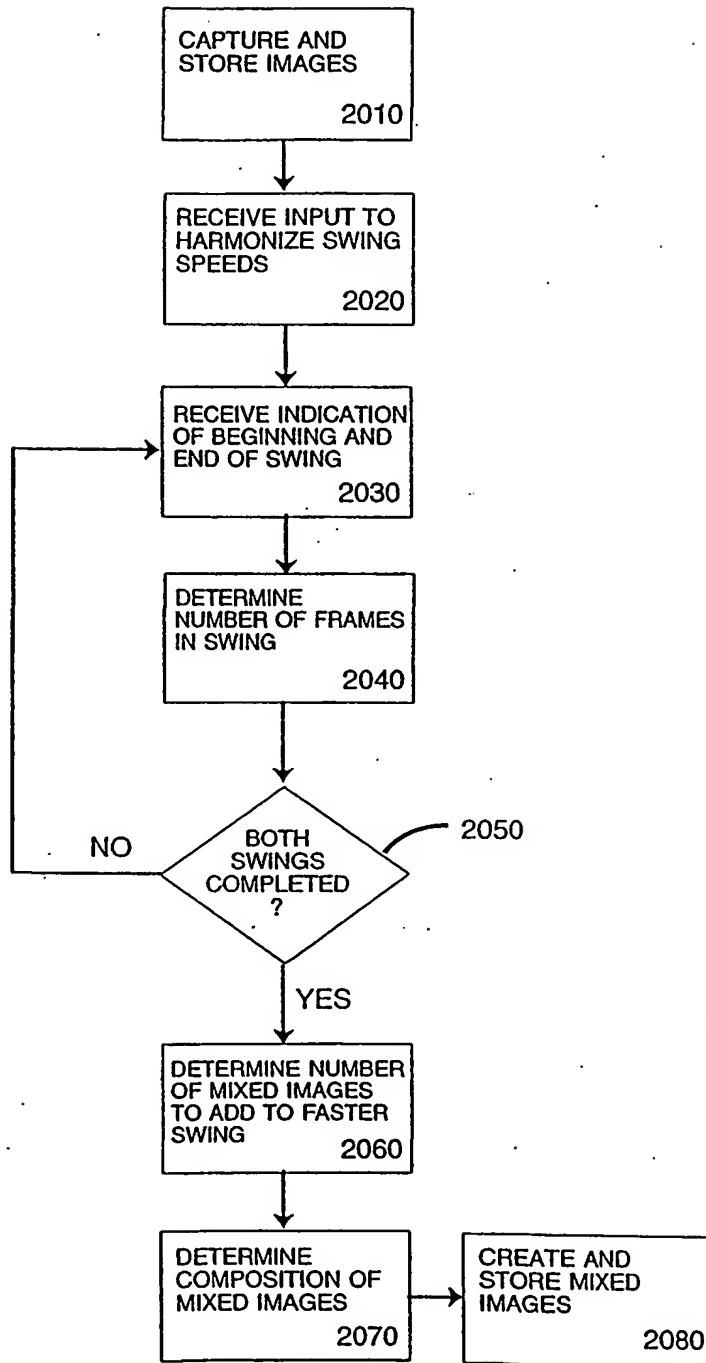 CAPTURE AND
STORE IMAGES
2010
RECEIVE INPUT TO
HARMONIZE SWING
SPEEDS
2020
RECEIVE INDICATION
OF BEGINNING AND
END OF SWING
2030
DETERMINE
NUMBER OF FRAMES
IN SWING
2040
BOTH
SWINGS
COMPLETED
?
2050
NO
YES
DETERMINE NUMBER
OF MIXED IMAGES
TO ADD TO FASTER
SWING
2060
DETERMINE
COMPOSITION OF
MIXED IMAGES
2070
CREATE AND
STORE MIXED
IMAGES
2080